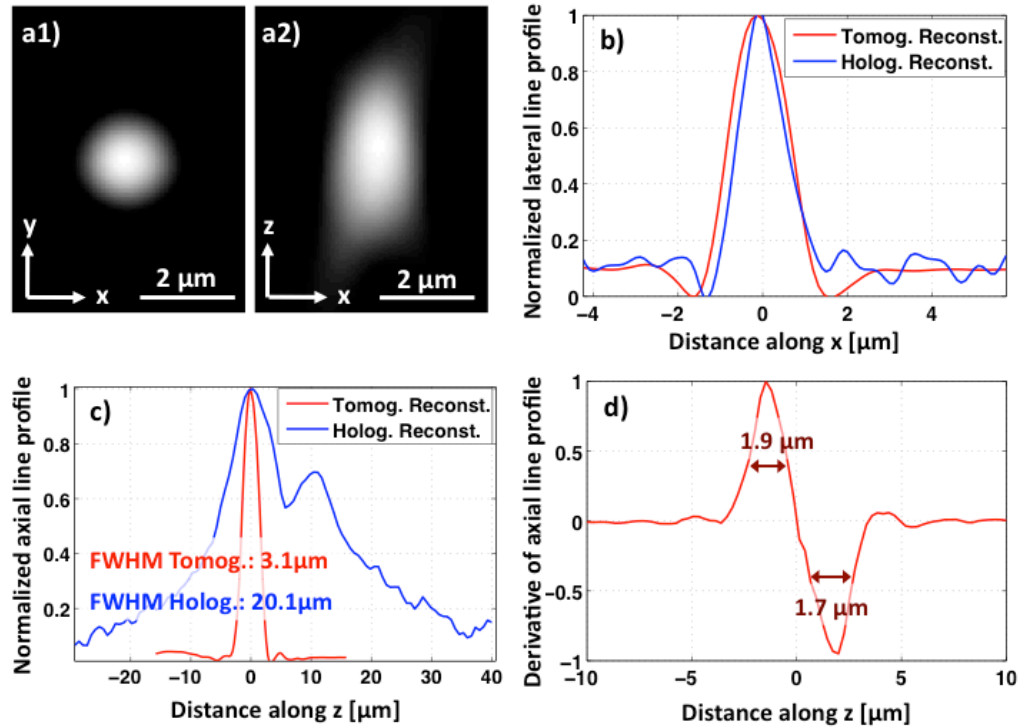 a1)
y
x
2 μm
a2)
z
x
2 μm
b)
Tomog. Reconst.
Holog. Reconst.
Normalized lateral line profile
1
0.8
0.6
0.4
0.2
0
−4
−2
0
2
4
Distance along x [μm]
c)
Tomog. Reconst.
Holog. Reconst.
FWHM Tomog.: 3.1μm
FWHM Holog.: 20.1μm
Normalized axial line profile
1
0.8
0.6
0.4
0.2
−20
−10
0
10
20
30
40
Distance along z [μm]
d)
1.9 μm
1.7 μm
Derivative of axial line profile
1
0.5
0
−0.5
−1
−10
−5
0
5
10
Distance along z [μm]